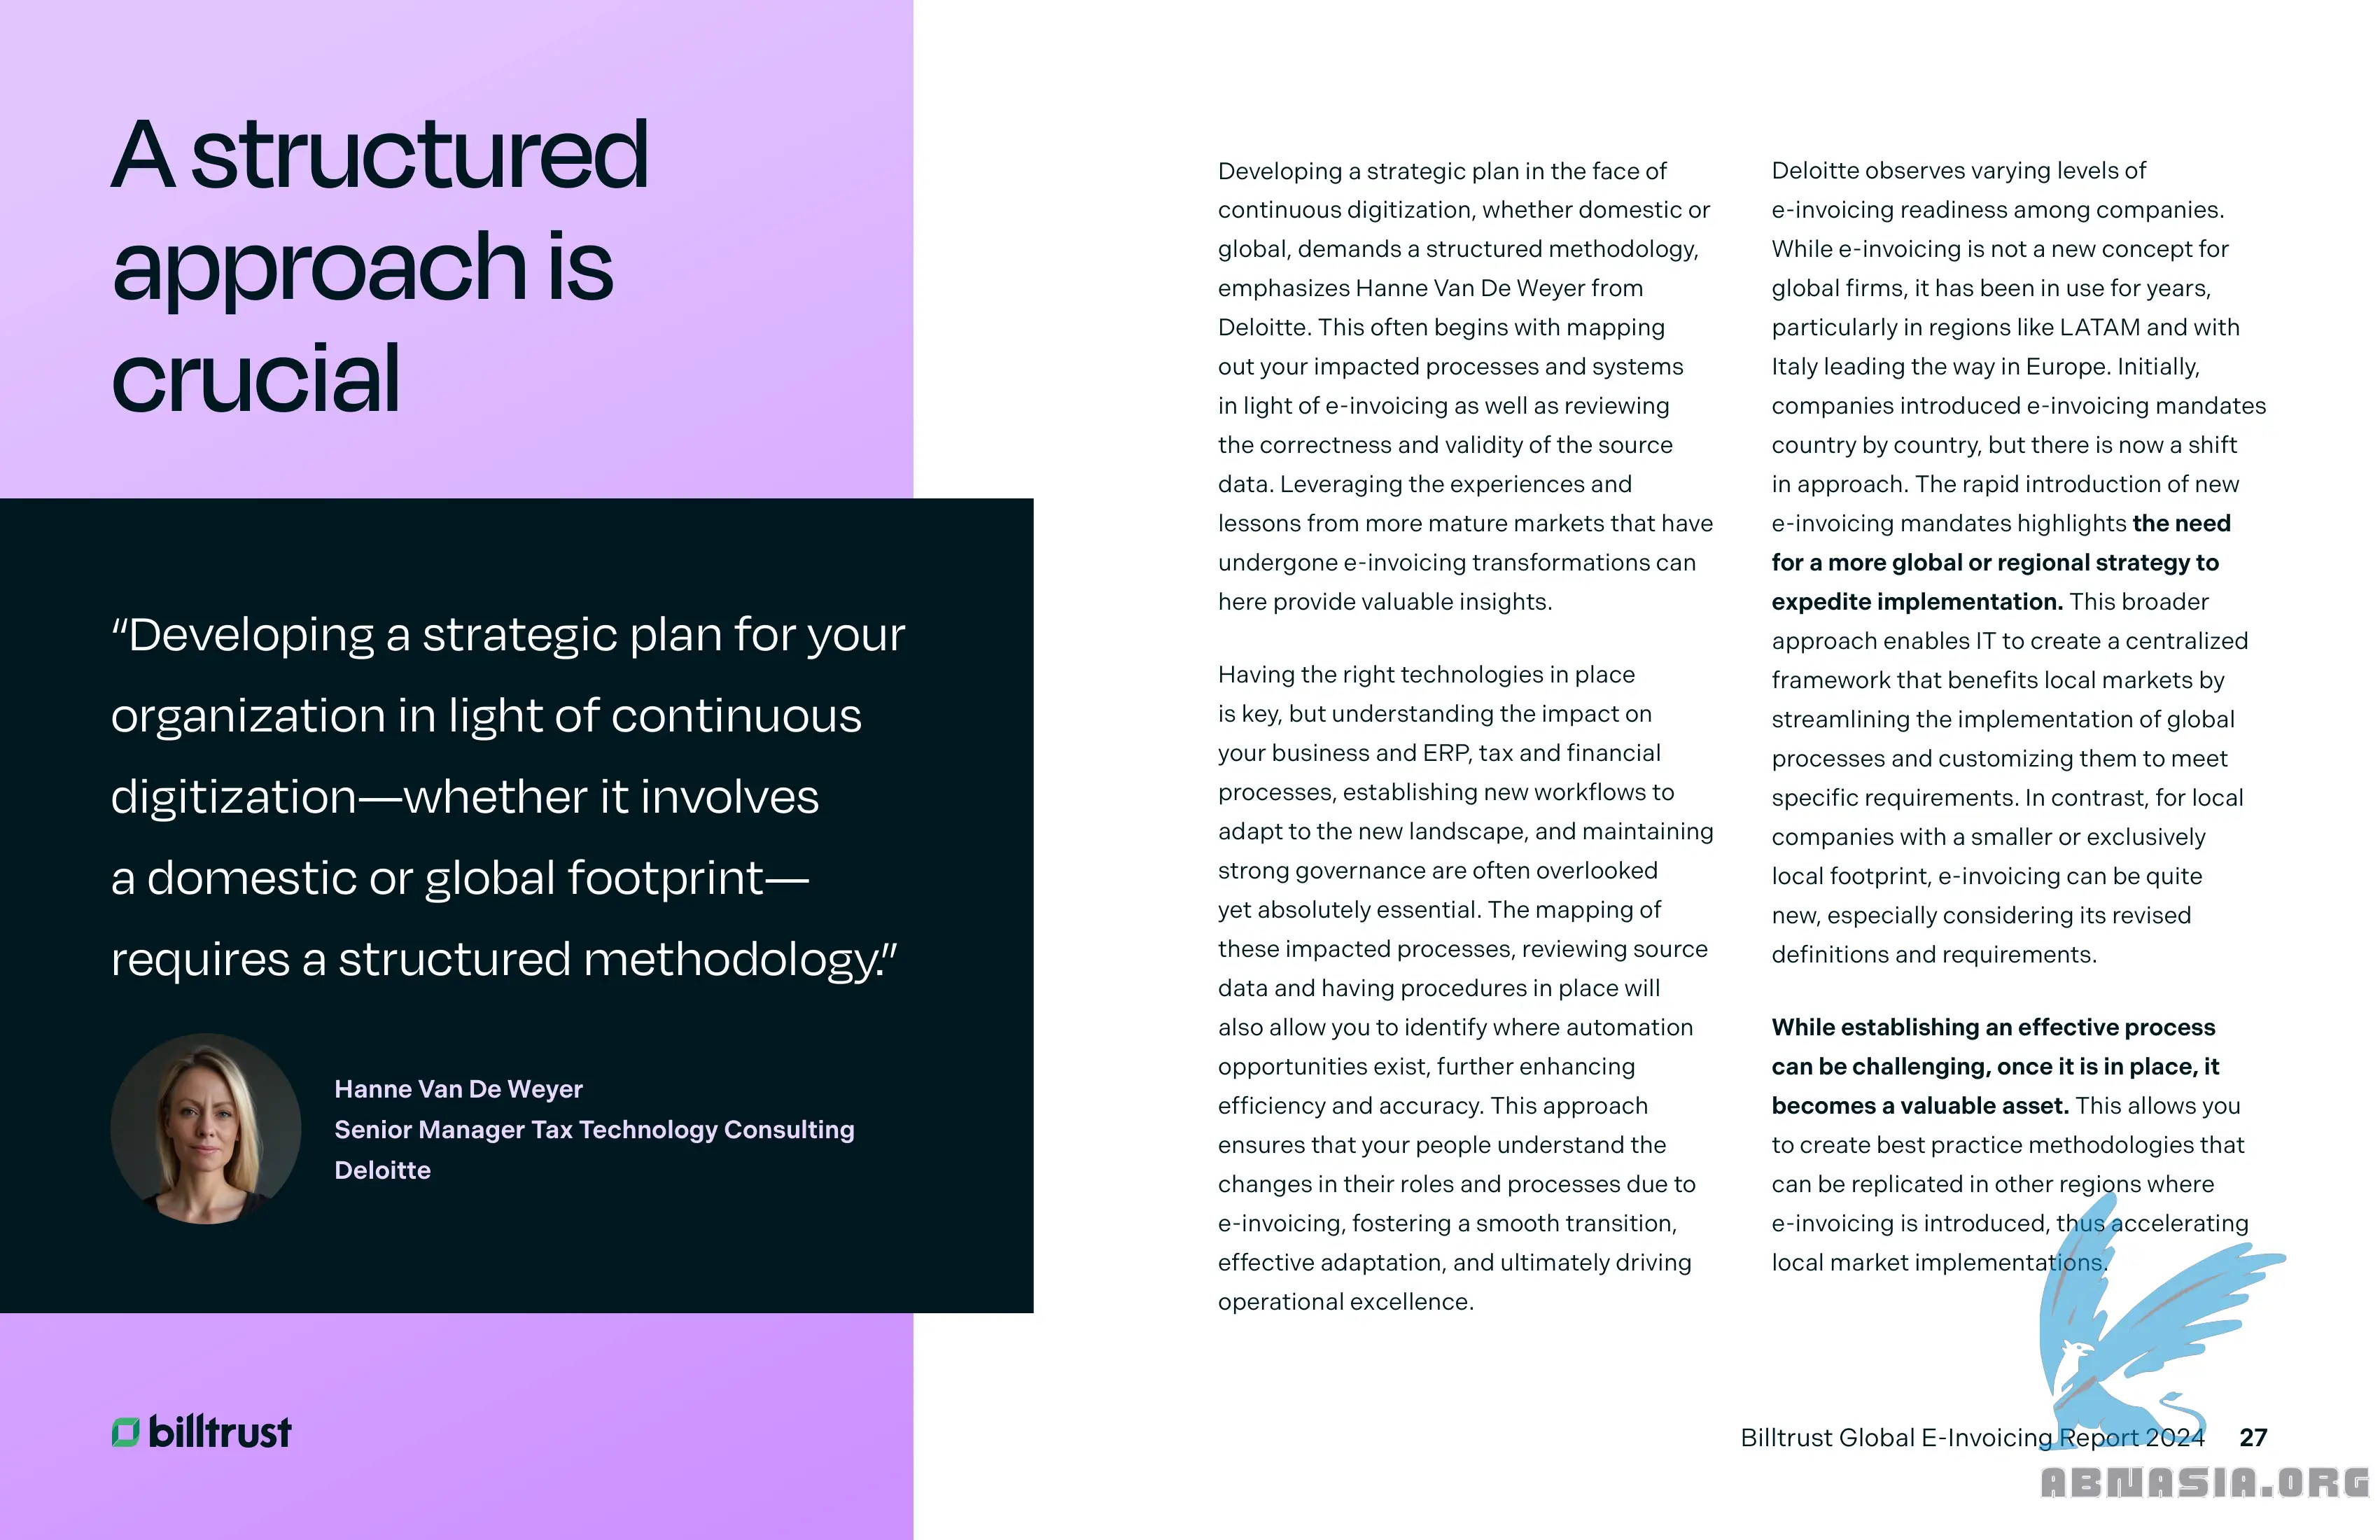 A structured
approach is
crucial
“Developing a strategic plan for your
organization in light of continuous
digitization—whether it involves
a domestic or global footprint—
requires a structured methodology.”
Hanne Van De Weyer
Senior Manager Tax Technology Consulting
Deloitte
billtrust
Developing a strategic plan in the face of
continuous digitization, whether domestic or
global, demands a structured methodology,
emphasizes Hanne Van De Weyer from
Deloitte. This often begins with mapping
out your impacted processes and systems
in light of e-invoicing as well as reviewing
the correctness and validity of the source
data. Leveraging the experiences and
lessons from more mature markets that have
undergone e-invoicing transformations can
here provide valuable insights.
Having the right technologies in place
is key, but understanding the impact on
your business and ERP, tax and financial
processes, establishing new workflows to
adapt to the new landscape, and maintaining
strong governance are often overlooked
yet absolutely essential. The mapping of
these impacted processes, reviewing source
data and having procedures in place will
also allow you to identify where automation
opportunities exist, further enhancing
efficiency and accuracy. This approach
ensures that your people understand the
changes in their roles and processes due to
e-invoicing, fostering a smooth transition,
effective adaptation, and ultimately driving
operational excellence.
Deloitte observes varying levels of
e-invoicing readiness among companies.
While e-invoicing is not a new concept for
global firms, it has been in use for years,
particularly in regions like LATAM and with
Italy leading the way in Europe. Initially,
companies introduced e-invoicing mandates
country by country, but there is now a shift
in approach. The rapid introduction of new
e-invoicing mandates highlights the need
for a more global or regional strategy to
expedite implementation. This broader
approach enables IT to create a centralized
framework that benefits local markets by
streamlining the implementation of global
processes and customizing them to meet
specific requirements. In contrast, for local
companies with a smaller or exclusively
local footprint, e-invoicing can be quite
new, especially considering its revised
definitions and requirements.
While establishing an effective process
can be challenging, once it is in place, it
becomes a valuable asset. This allows you
to create best practice methodologies that
can be replicated in other regions where
e-invoicing is introduced, thus accelerating
local market implementations.
Billtrust Global E-Invoicing Report 2024 27
ABNASIA.ORG